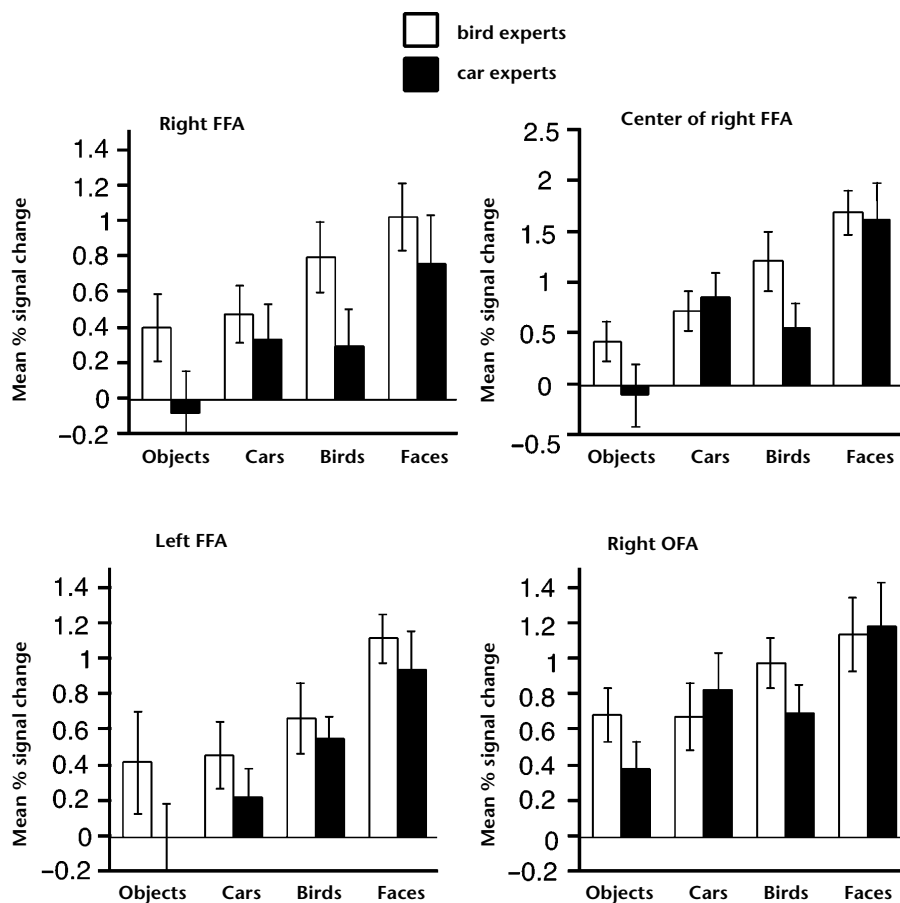 bird experts
car experts
Right FFA
Mean % signal change
1.4
1.2
1
0.8
0.6
0.4
0.2
0
−0.2
Objects Cars Birds Faces
Center of right FFA
Mean % signal change
2.5
2
1.5
1
0.5
0
−0.5
Objects Cars Birds Faces
Left FFA
Mean % signal change
1.4
1.2
1
0.8
0.6
0.4
0.2
0
−0.2
Objects Cars Birds Faces
Right OFA
Mean % signal change
1.4
1.2
1
0.8
0.6
0.4
0.2
0
−0.2
Objects Cars Birds Faces